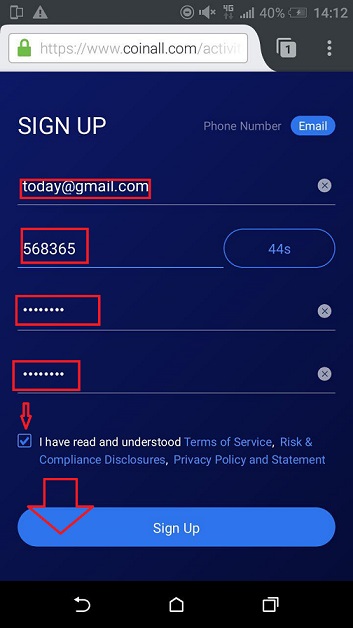 4G 40% 14:12
https://www.coinall.com/activi
1
SIGN UP Phone Number Email
today@gmail.com
568365 44s
••••••••
••••••••
I have read and understood Terms of Service, Risk &
Compliance Disclosures, Privacy Policy and Statement
Sign Up